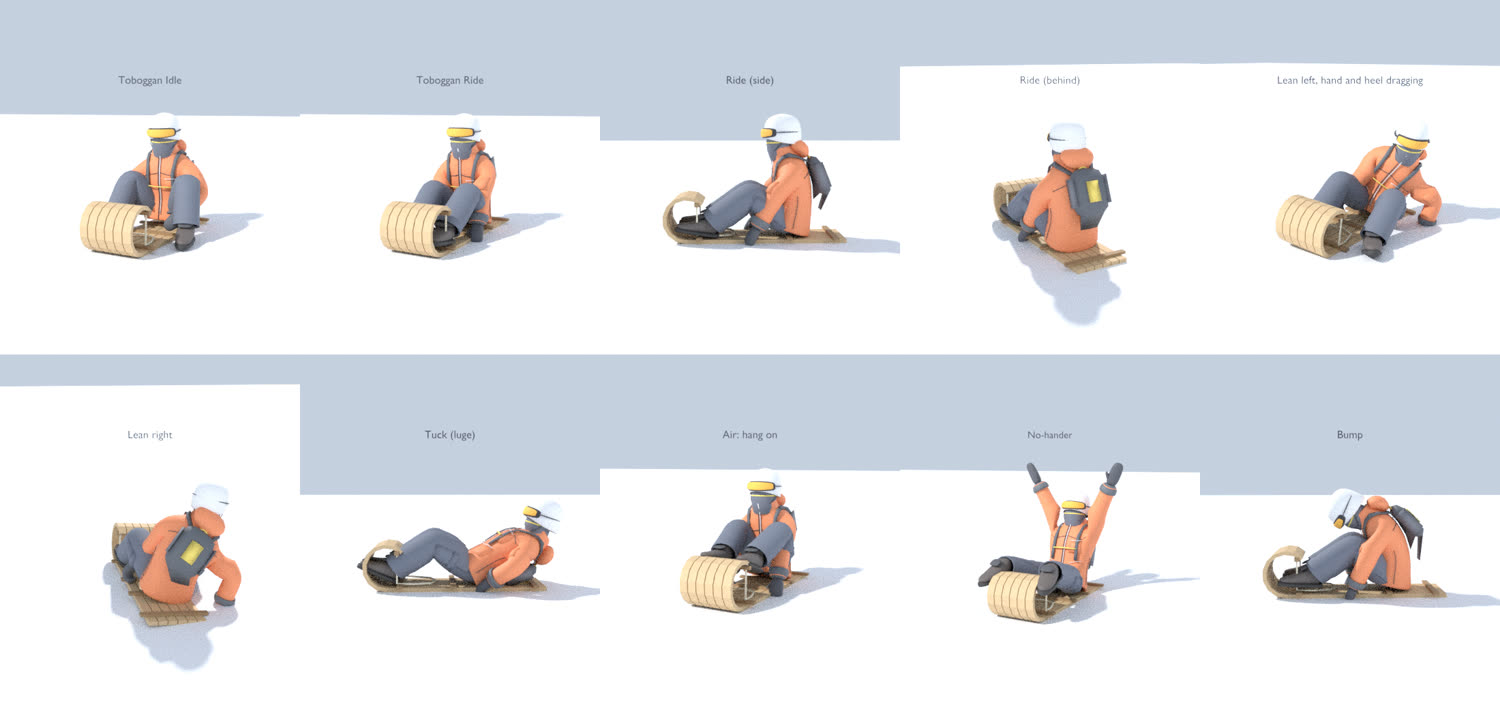 Toboggan Idle
Toboggan Ride
Ride (side)
Ride (behind)
Lean left, hand and heel dragging
Lean right
Tuck (luge)
Air: hang on
No-hander
Bump